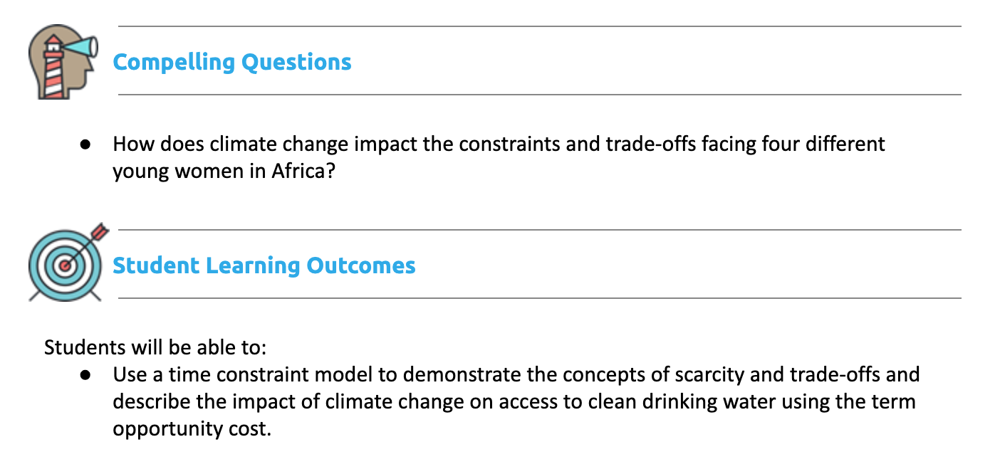 Compelling Questions
● How does climate change impact the constraints and trade-offs facing four different
young women in Africa?
Student Learning Outcomes
Students will be able to:
● Use a time constraint model to demonstrate the concepts of scarcity and trade-offs and
describe the impact of climate change on access to clean drinking water using the term
opportunity cost.